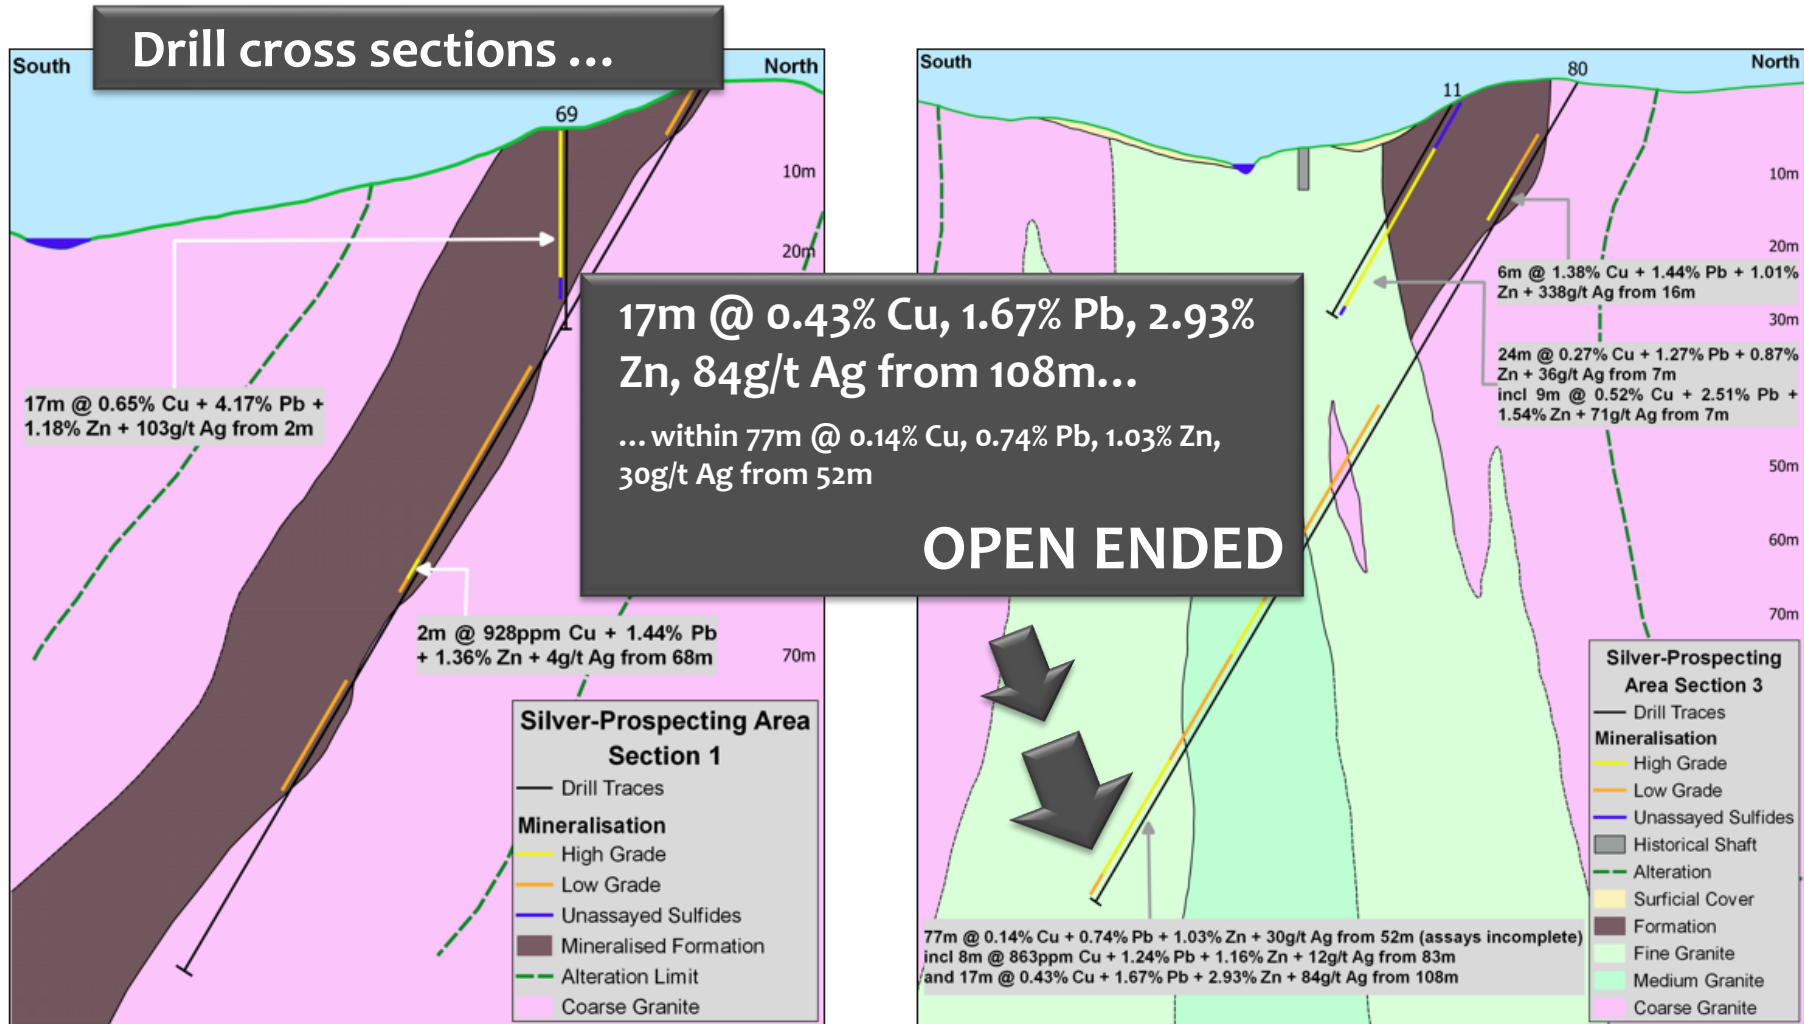 Drill cross sections ...
South
North
69
10m
20m
17m @ 0.65% Cu + 4.17% Pb +
1.18% Zn + 103g/t Ag from 2m
2m @ 928ppm Cu + 1.44% Pb
+ 1.36% Zn + 4g/t Ag from 68m
70m
Silver-Prospecting Area
Section 1
Drill Traces
Mineralisation
High Grade
Low Grade
Unassayed Sulfides
Mineralised Formation
Alteration Limit
Coarse Granite
17m @ 0.43% Cu, 1.67% Pb, 2.93%
Zn, 84g/t Ag from 108m...
...within 77m @ 0.14% Cu, 0.74% Pb, 1.03% Zn,
30g/t Ag from 52m
OPEN ENDED
South
North
11
80
10m
20m
6m @ 1.38% Cu + 1.44% Pb + 1.01%
Zn + 338g/t Ag from 16m
30m
24m @ 0.27% Cu + 1.27% Pb + 0.87%
Zn + 36g/t Ag from 7m
incl 9m @ 0.52% Cu + 2.51% Pb +
1.54% Zn + 71g/t Ag from 7m
50m
60m
70m
Silver-Prospecting
Area Section 3
Drill Traces
Mineralisation
High Grade
Low Grade
Unassayed Sulfides
Historical Shaft
Alteration
Surficial Cover
Formation
Fine Granite
Medium Granite
Coarse Granite
77m @ 0.14% Cu + 0.74% Pb + 1.03% Zn + 30g/t Ag from 52m (assays incomplete)
incl 8m @ 863ppm Cu + 1.24% Pb + 1.16% Zn + 12g/t Ag from 83m
and 17m @ 0.43% Cu + 1.67% Pb + 2.93% Zn + 84g/t Ag from 108m